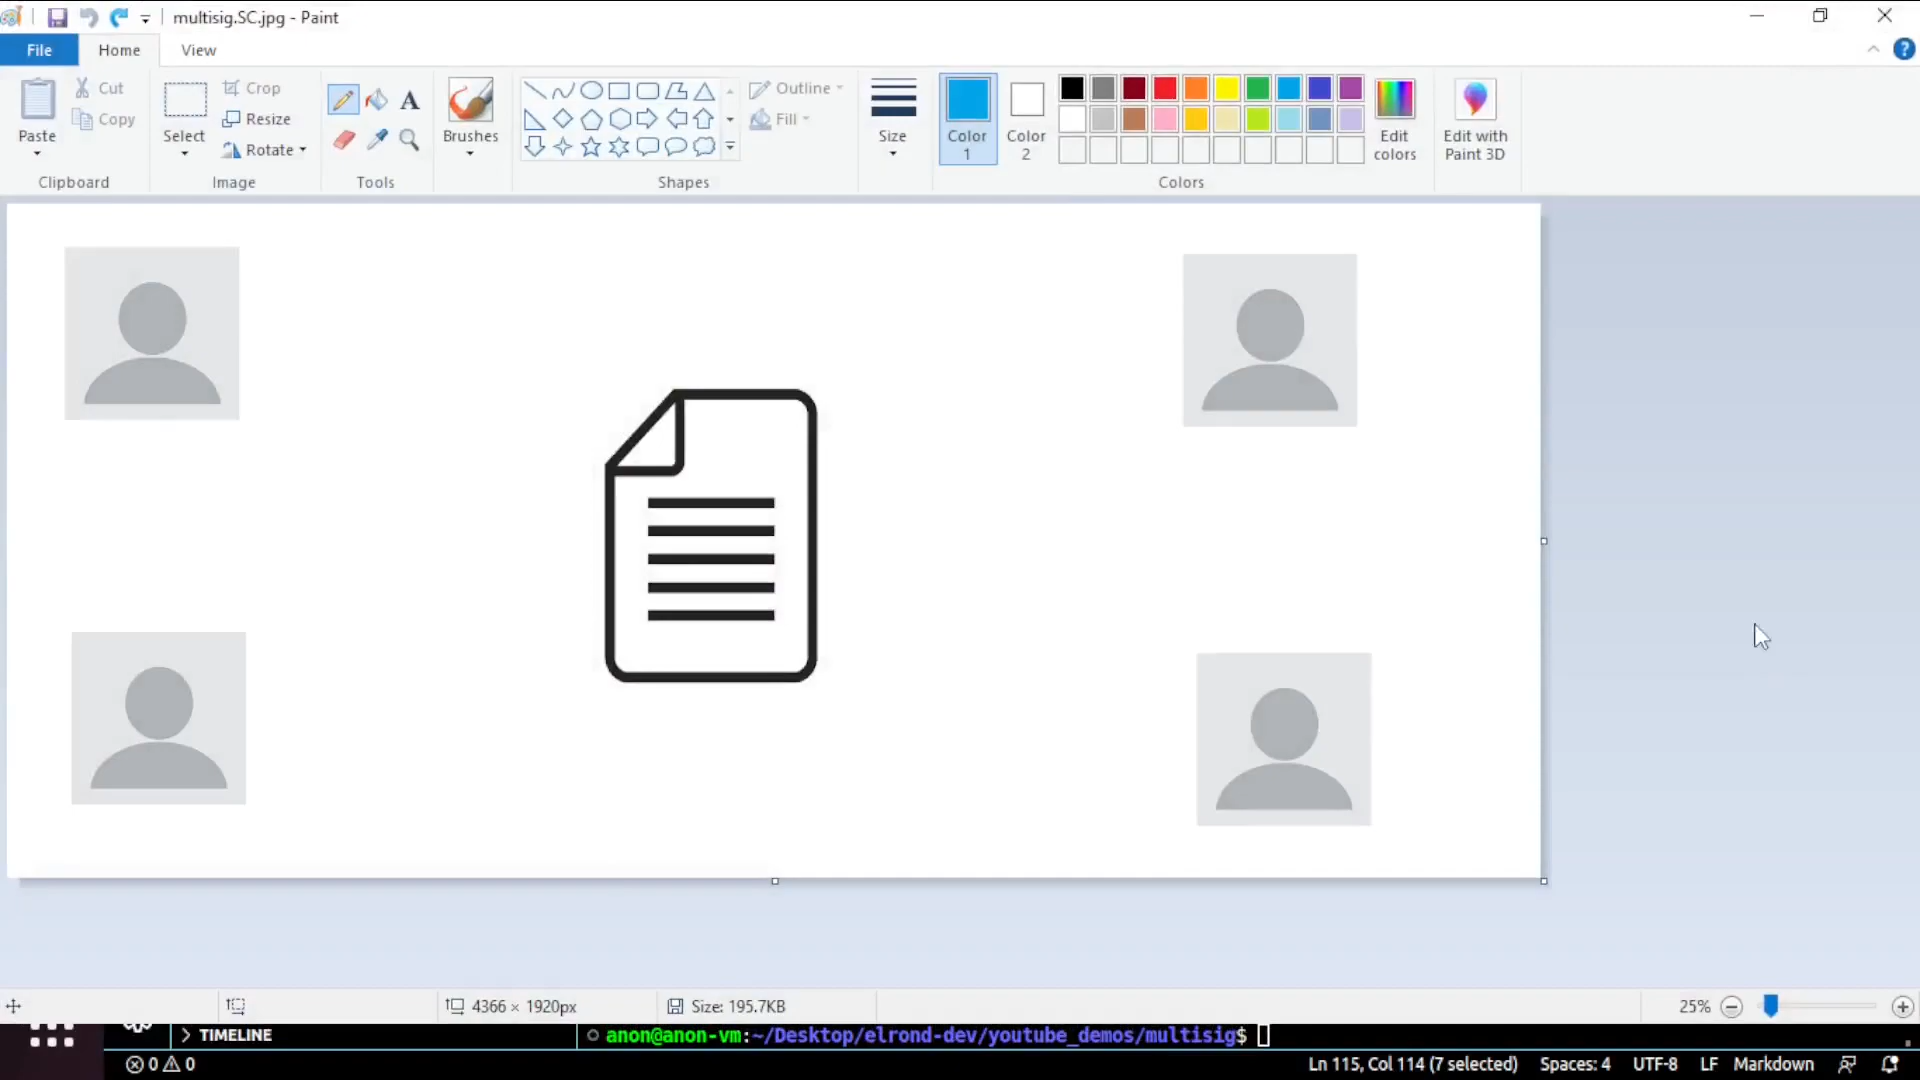 multisig.SC.jpg - Paint
File Home View
Paste
Cut
Copy
Clipboard
Select
Crop
Resize
Rotate
Image
A
Tools
Brushes
Shapes
Outline
Fill
Size
Color 1
Color 2
Edit colors
Colors
Edit with Paint 3D
4366 × 1920px
Size: 195.7KB
25%
TIMELINE
anon@anon-vm:~/Desktop/elrond-dev/youtube_demos/multisig$
0 0
Ln 115, Col 114 (7 selected) Spaces: 4 UTF-8 LF Markdown